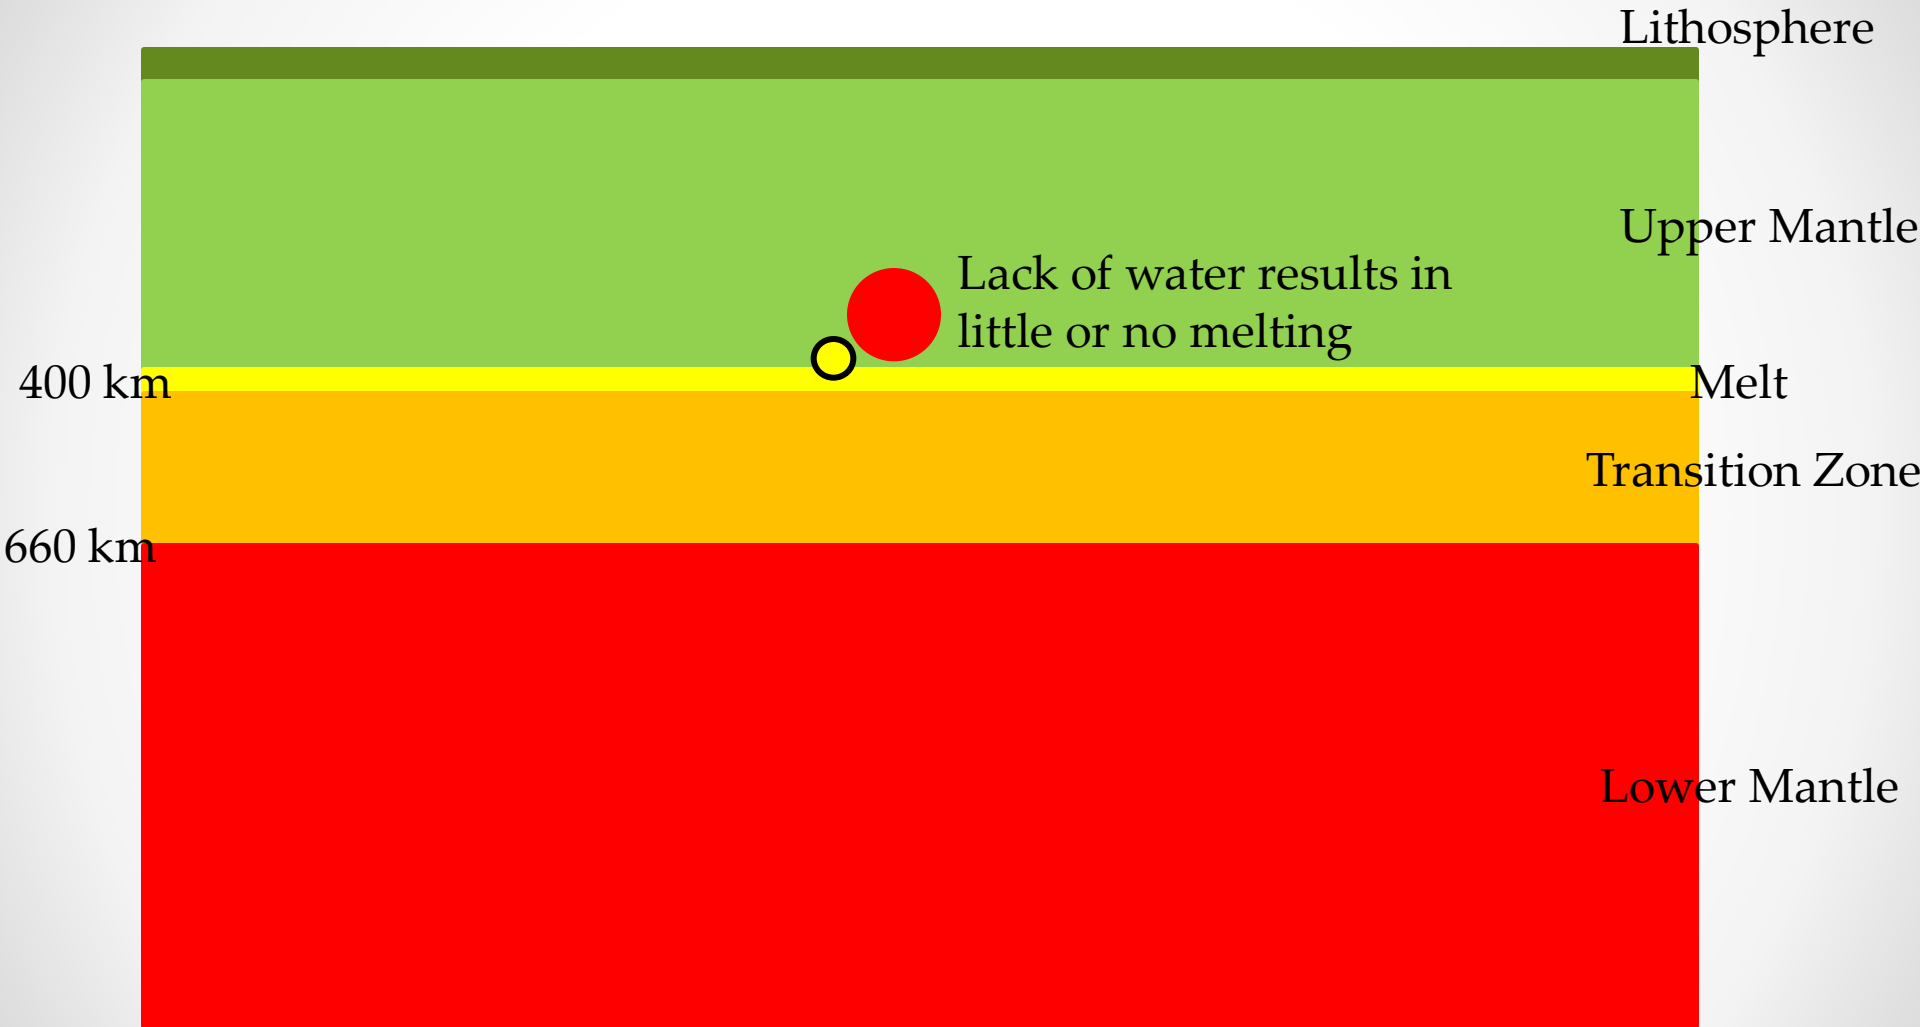 Lithosphere
Upper Mantle
Lack of water results in
little or no melting
400 km
Melt
Transition Zone
660 km
Lower Mantle